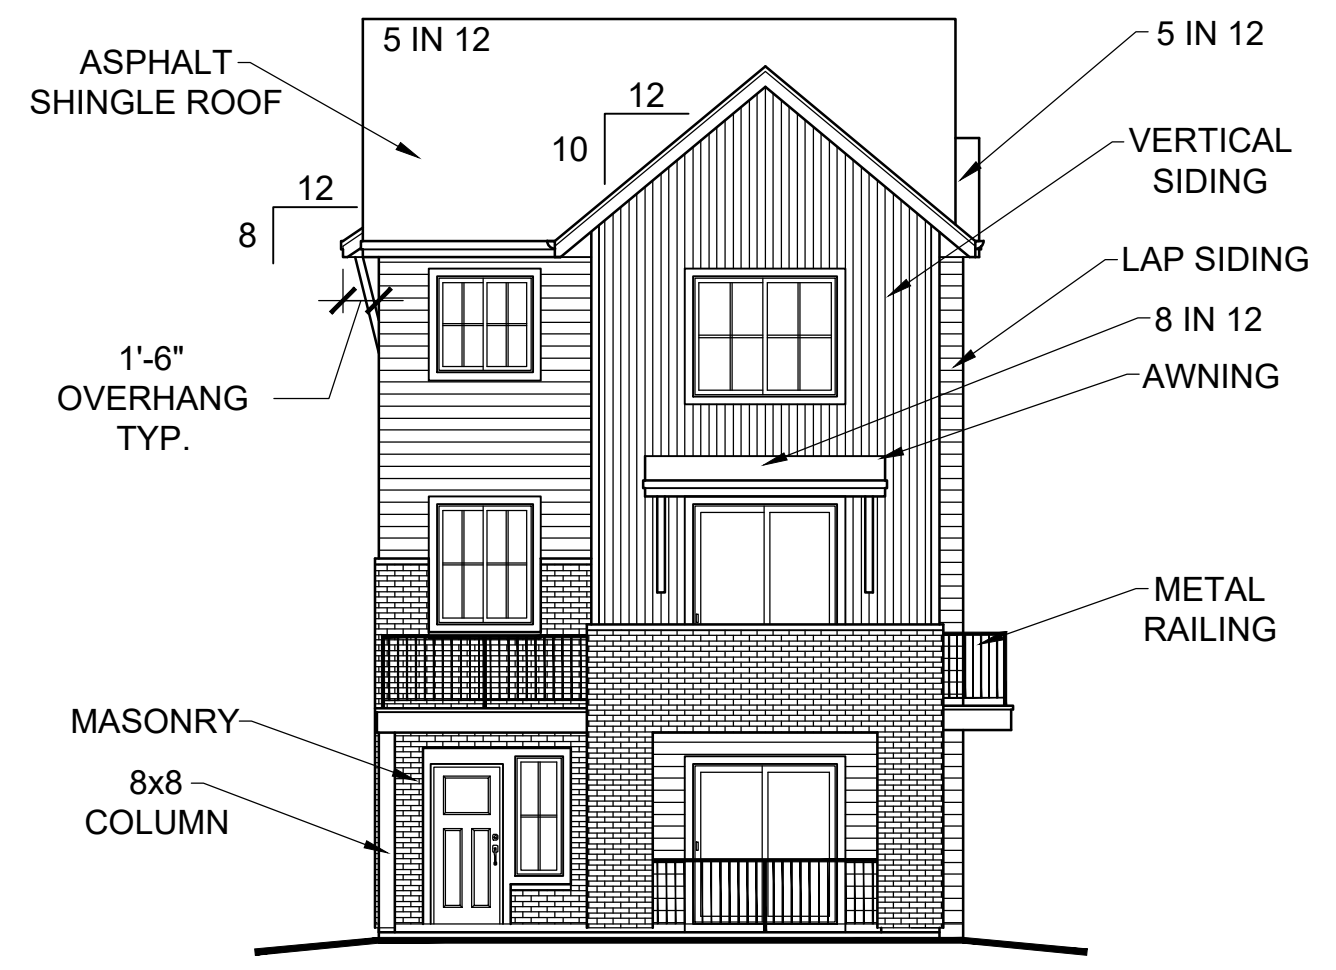 5 IN 12
5 IN 12
ASPHALT
SHINGLE ROOF
12
10
VERTICAL
SIDING
12
8
LAP SIDING
8 IN 12
1'-6"
OVERHANG
TYP.
AWNING
METAL
RAILING
MASONRY
8x8
COLUMN